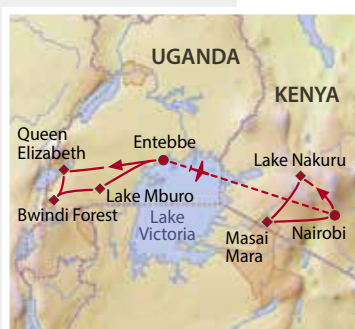 UGANDA
KENYA
Queen
Elizabeth
Entebbe
Lake Nakuru
Lake Mburo
Bwindi Forest
Lake
Victoria
Masai
Mara
Nairobi